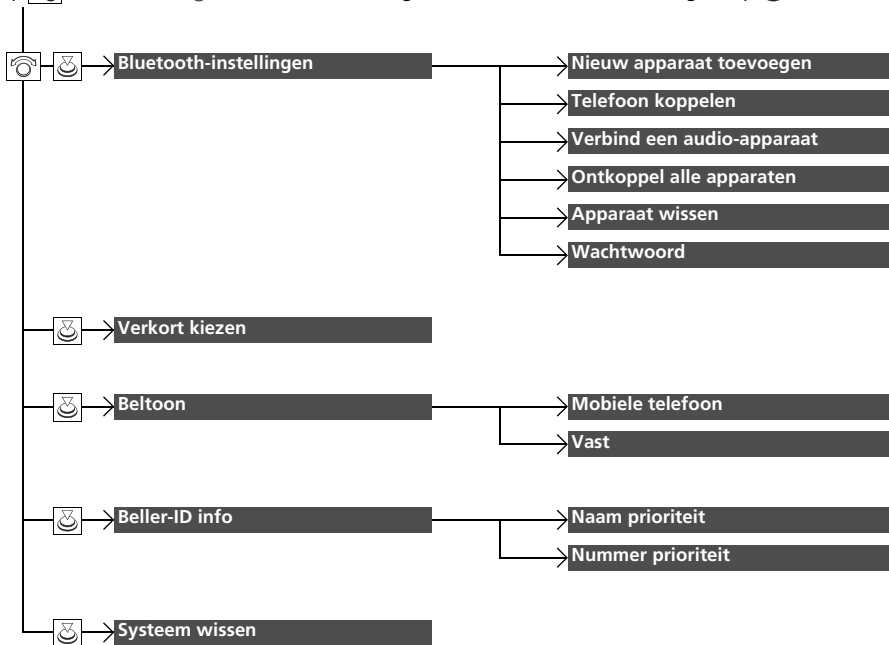 Bluetooth-instellingen
Nieuw apparaat toevoegen
Telefoon koppelen
Verbind een audio-apparaat
Ontkoppel alle apparaten
Apparaat wissen
Wachtwoord
Verkort kiezen
Beltoon
Mobiele telefoon
Vast
Beller-ID info
Naam prioriteit
Nummer prioriteit
Systeem wissen